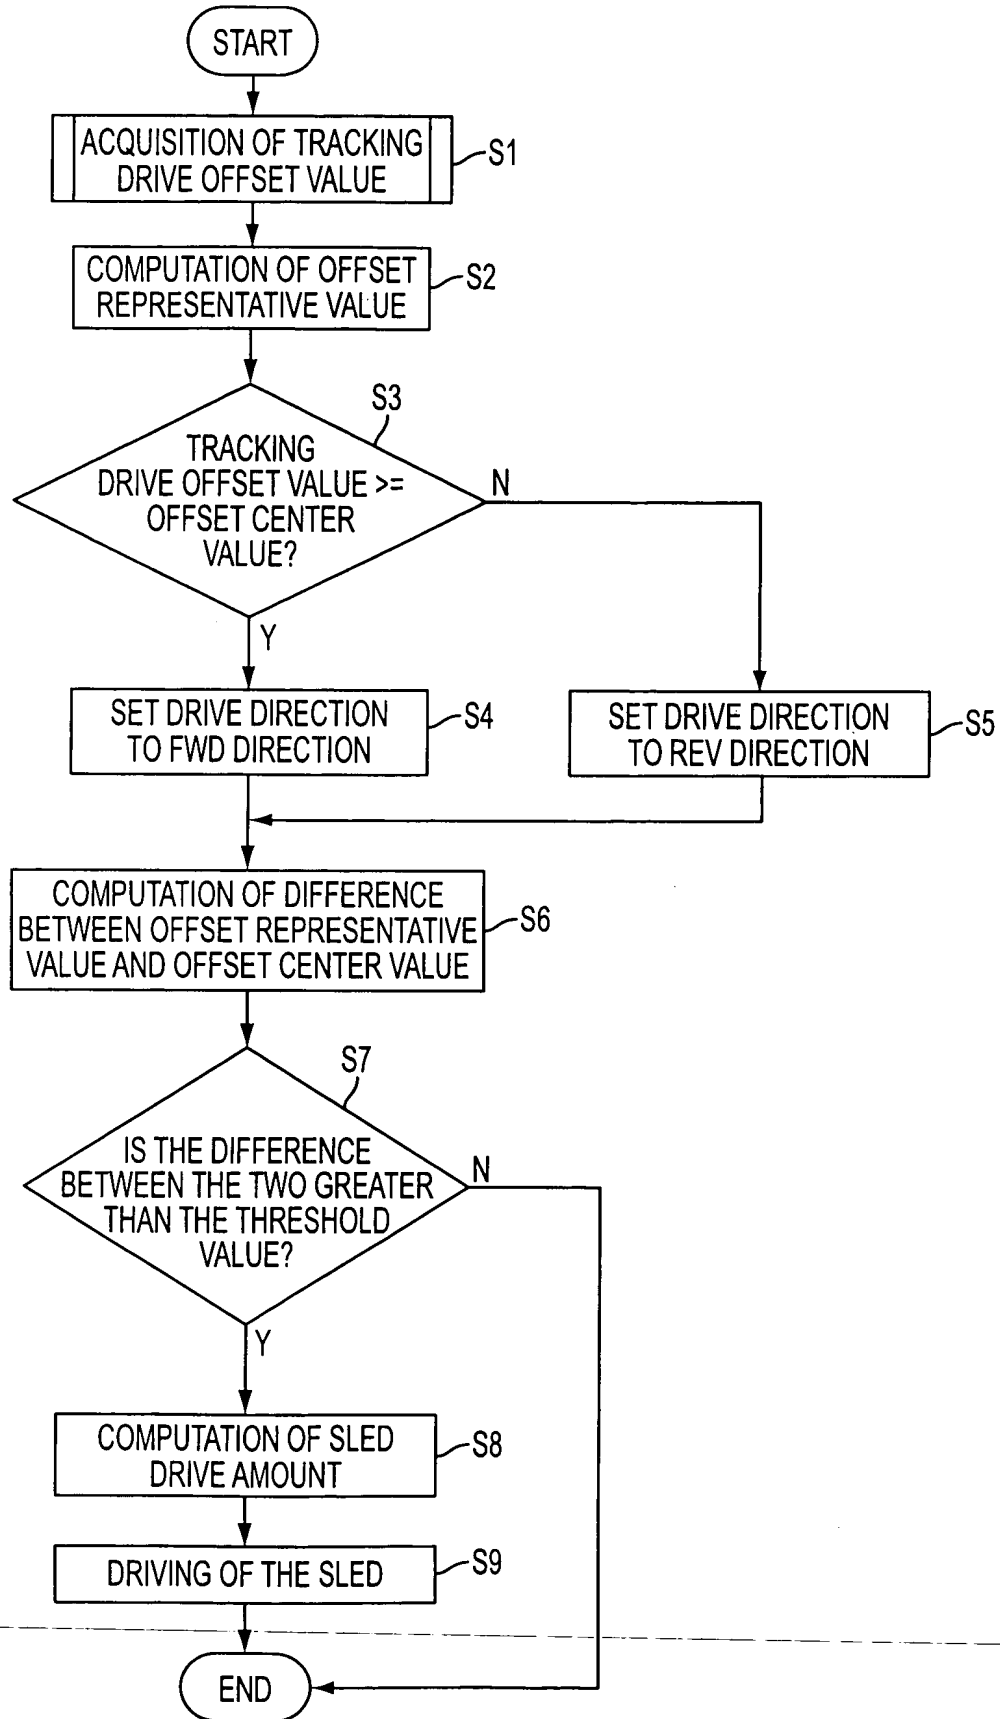 START
ACQUISITION OF TRACKING
DRIVE OFFSET VALUE
S1
COMPUTATION OF OFFSET
REPRESENTATIVE VALUE
S2
S3
TRACKING
DRIVE OFFSET VALUE >=
OFFSET CENTER
VALUE?
N
Y
SET DRIVE DIRECTION
TO FWD DIRECTION
S4
SET DRIVE DIRECTION
TO REV DIRECTION
S5
COMPUTATION OF DIFFERENCE
BETWEEN OFFSET REPRESENTATIVE
VALUE AND OFFSET CENTER VALUE
S6
S7
IS THE DIFFERENCE
BETWEEN THE TWO GREATER
THAN THE THRESHOLD
VALUE?
N
Y
COMPUTATION OF SLED
DRIVE AMOUNT
S8
DRIVING OF THE SLED
S9
END